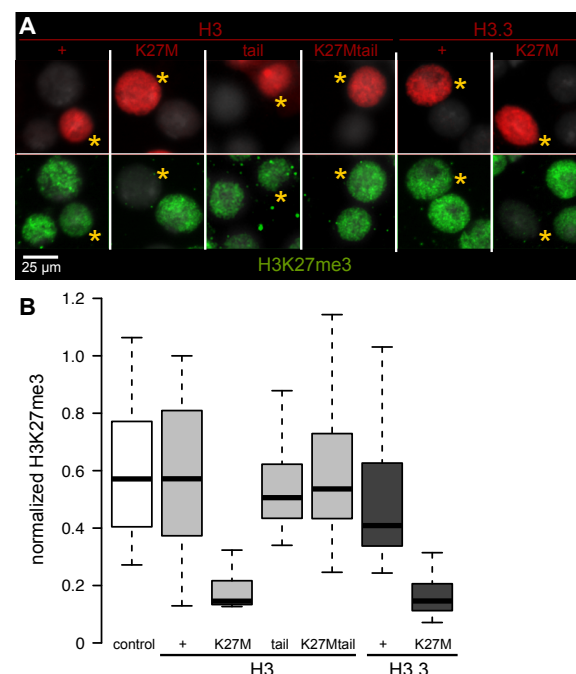 A
H3 H3.3
+ K27M tail K27Mtail + K27M
* * * * * *
* * * * * *
25 µm
H3K27me3
B
1.2
1.0
0.8
0.6
0.4
0.2
0
normalized H3K27me3
control + K27M tail K27Mtail + K27M
H3 H3.3